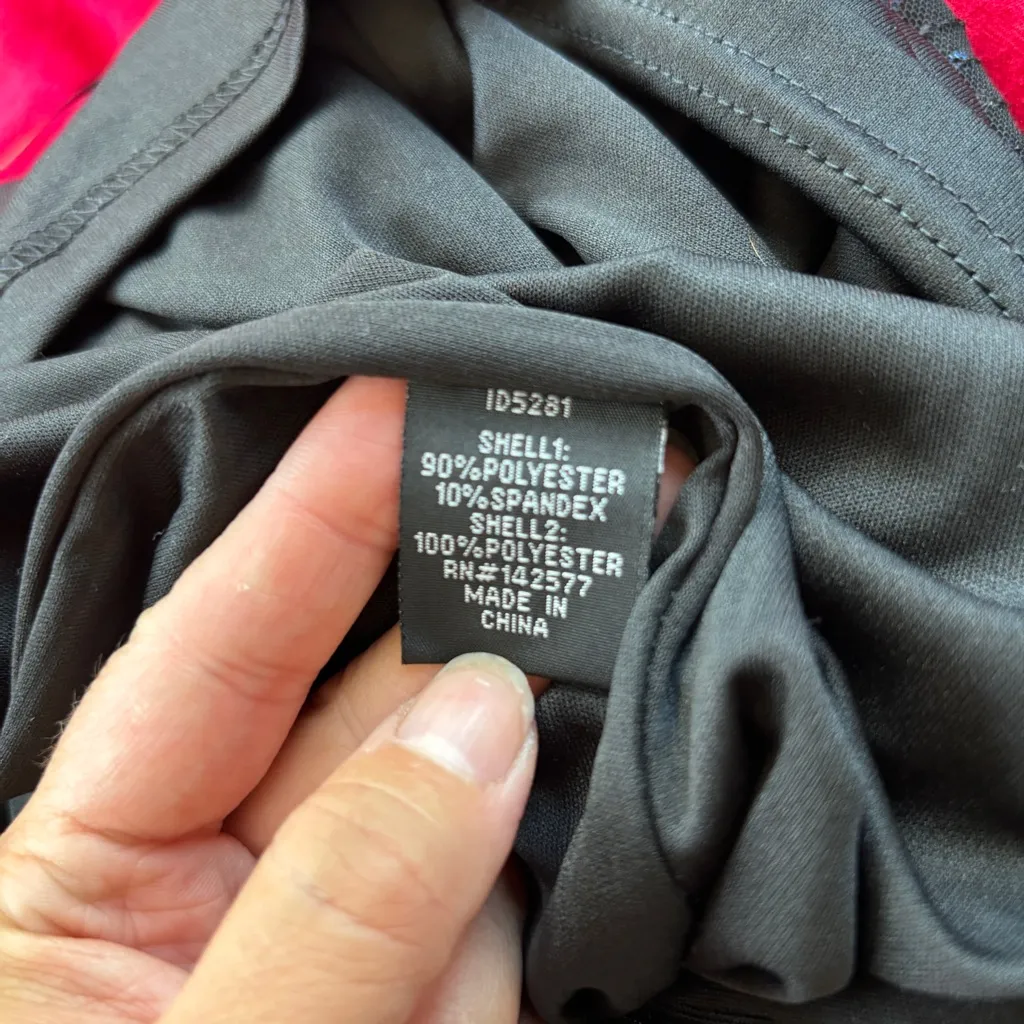 ID5281
SHELL1:
90%POLYESTER
10%SPANDEX
SHELL2:
100%POLYESTER
RN#142577
MADE IN
CHINA